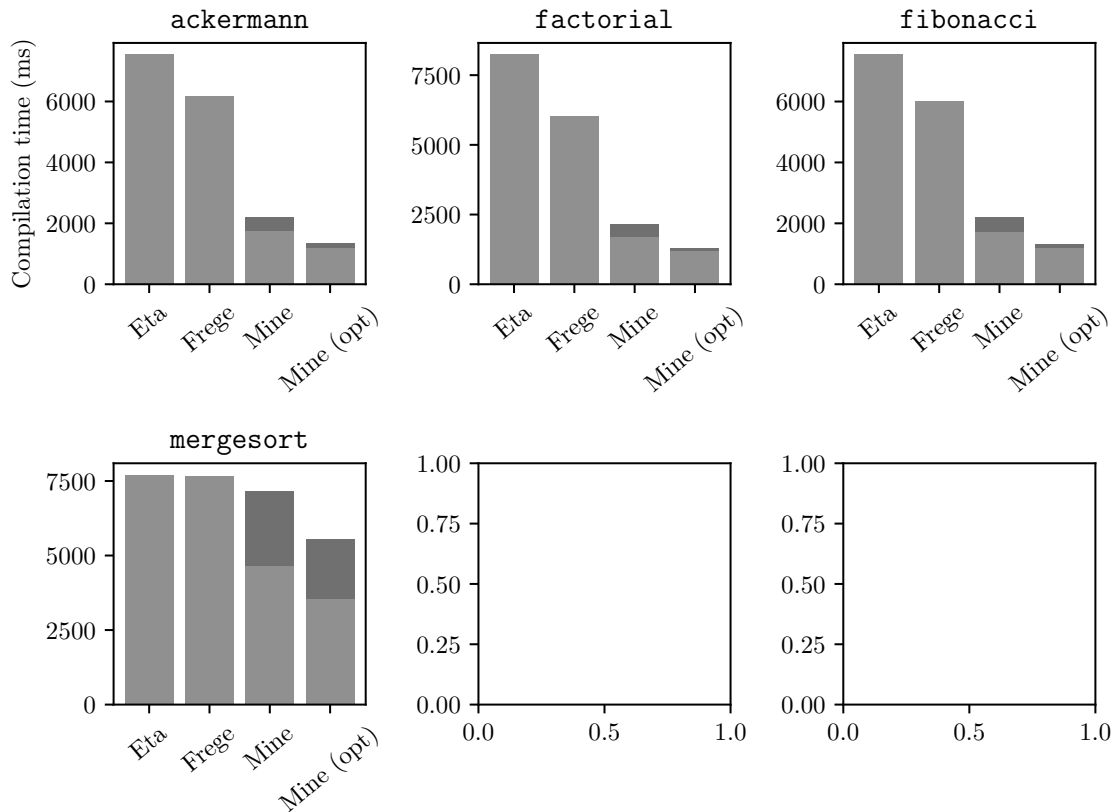 ackermann
Compilation time (ms)
6000
4000
2000
0
Eta
Frege
Mine
Mine (opt)
factorial
7500
5000
2500
0
Eta
Frege
Mine
Mine (opt)
fibonacci
6000
4000
2000
0
Eta
Frege
Mine
Mine (opt)
mergesort
7500
5000
2500
0
Eta
Frege
Mine
Mine (opt)
1.00
0.75
0.50
0.25
0.00
0.0 0.5 1.0
1.00
0.75
0.50
0.25
0.00
0.0 0.5 1.0